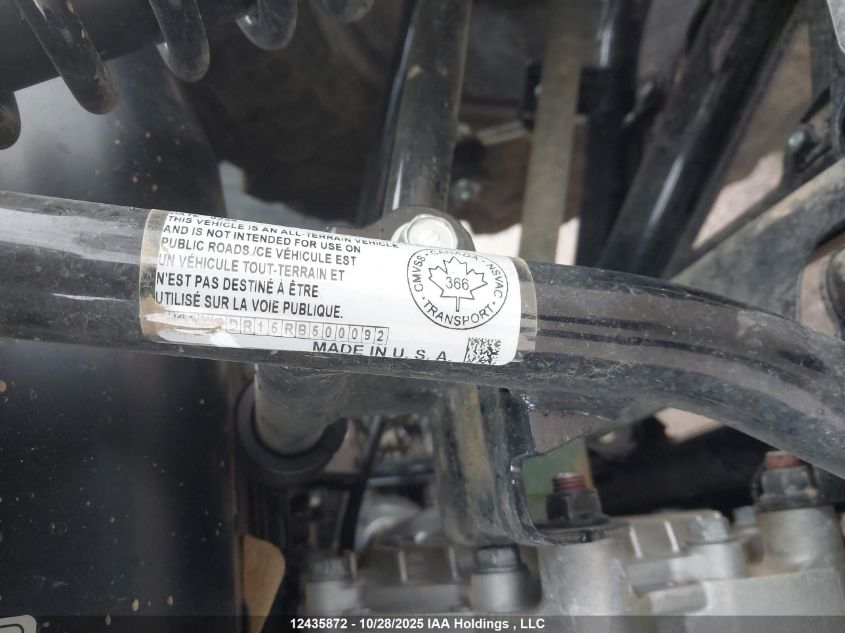 THIS VEHICLE IS AN ALL-TERRAIN VEHICLE
AND IS NOT INTENDED FOR USE ON
PUBLIC ROADS./CE VÉHICULE EST
UN VÉHICULE TOUT-TERRAIN ET
N'EST PAS DESTINÉ À ÊTRE
UTILISÉ SUR LA VOIE PUBLIQUE.
DR15RB500092
MADE IN U. S. A
CMVSS · CANADA · NSVAC
366
· TRANSPORT ·
12435872 - 10/28/2025 IAA Holdings , LLC